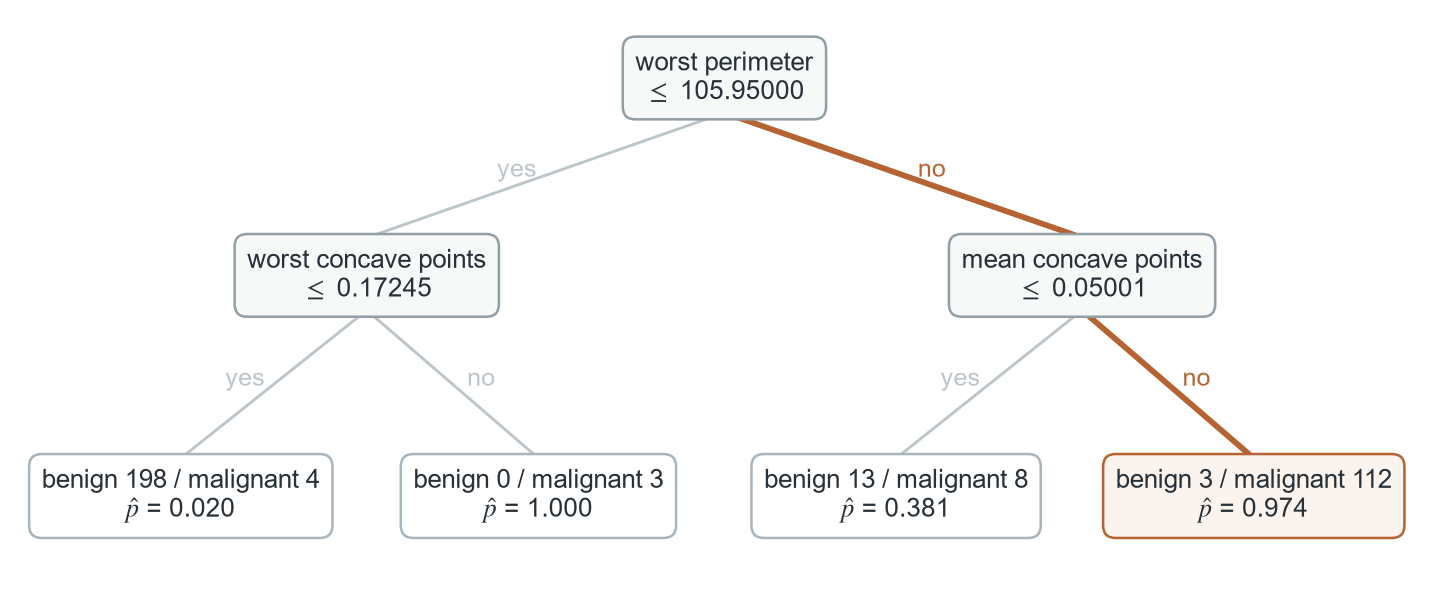 worst perimeter
≤ 105.95000
yes
no
worst concave points
≤ 0.17245
mean concave points
≤ 0.05001
yes
no
yes
no
benign 198 / malignant 4
p̂ = 0.020
benign 0 / malignant 3
p̂ = 1.000
benign 13 / malignant 8
p̂ = 0.381
benign 3 / malignant 112
p̂ = 0.974